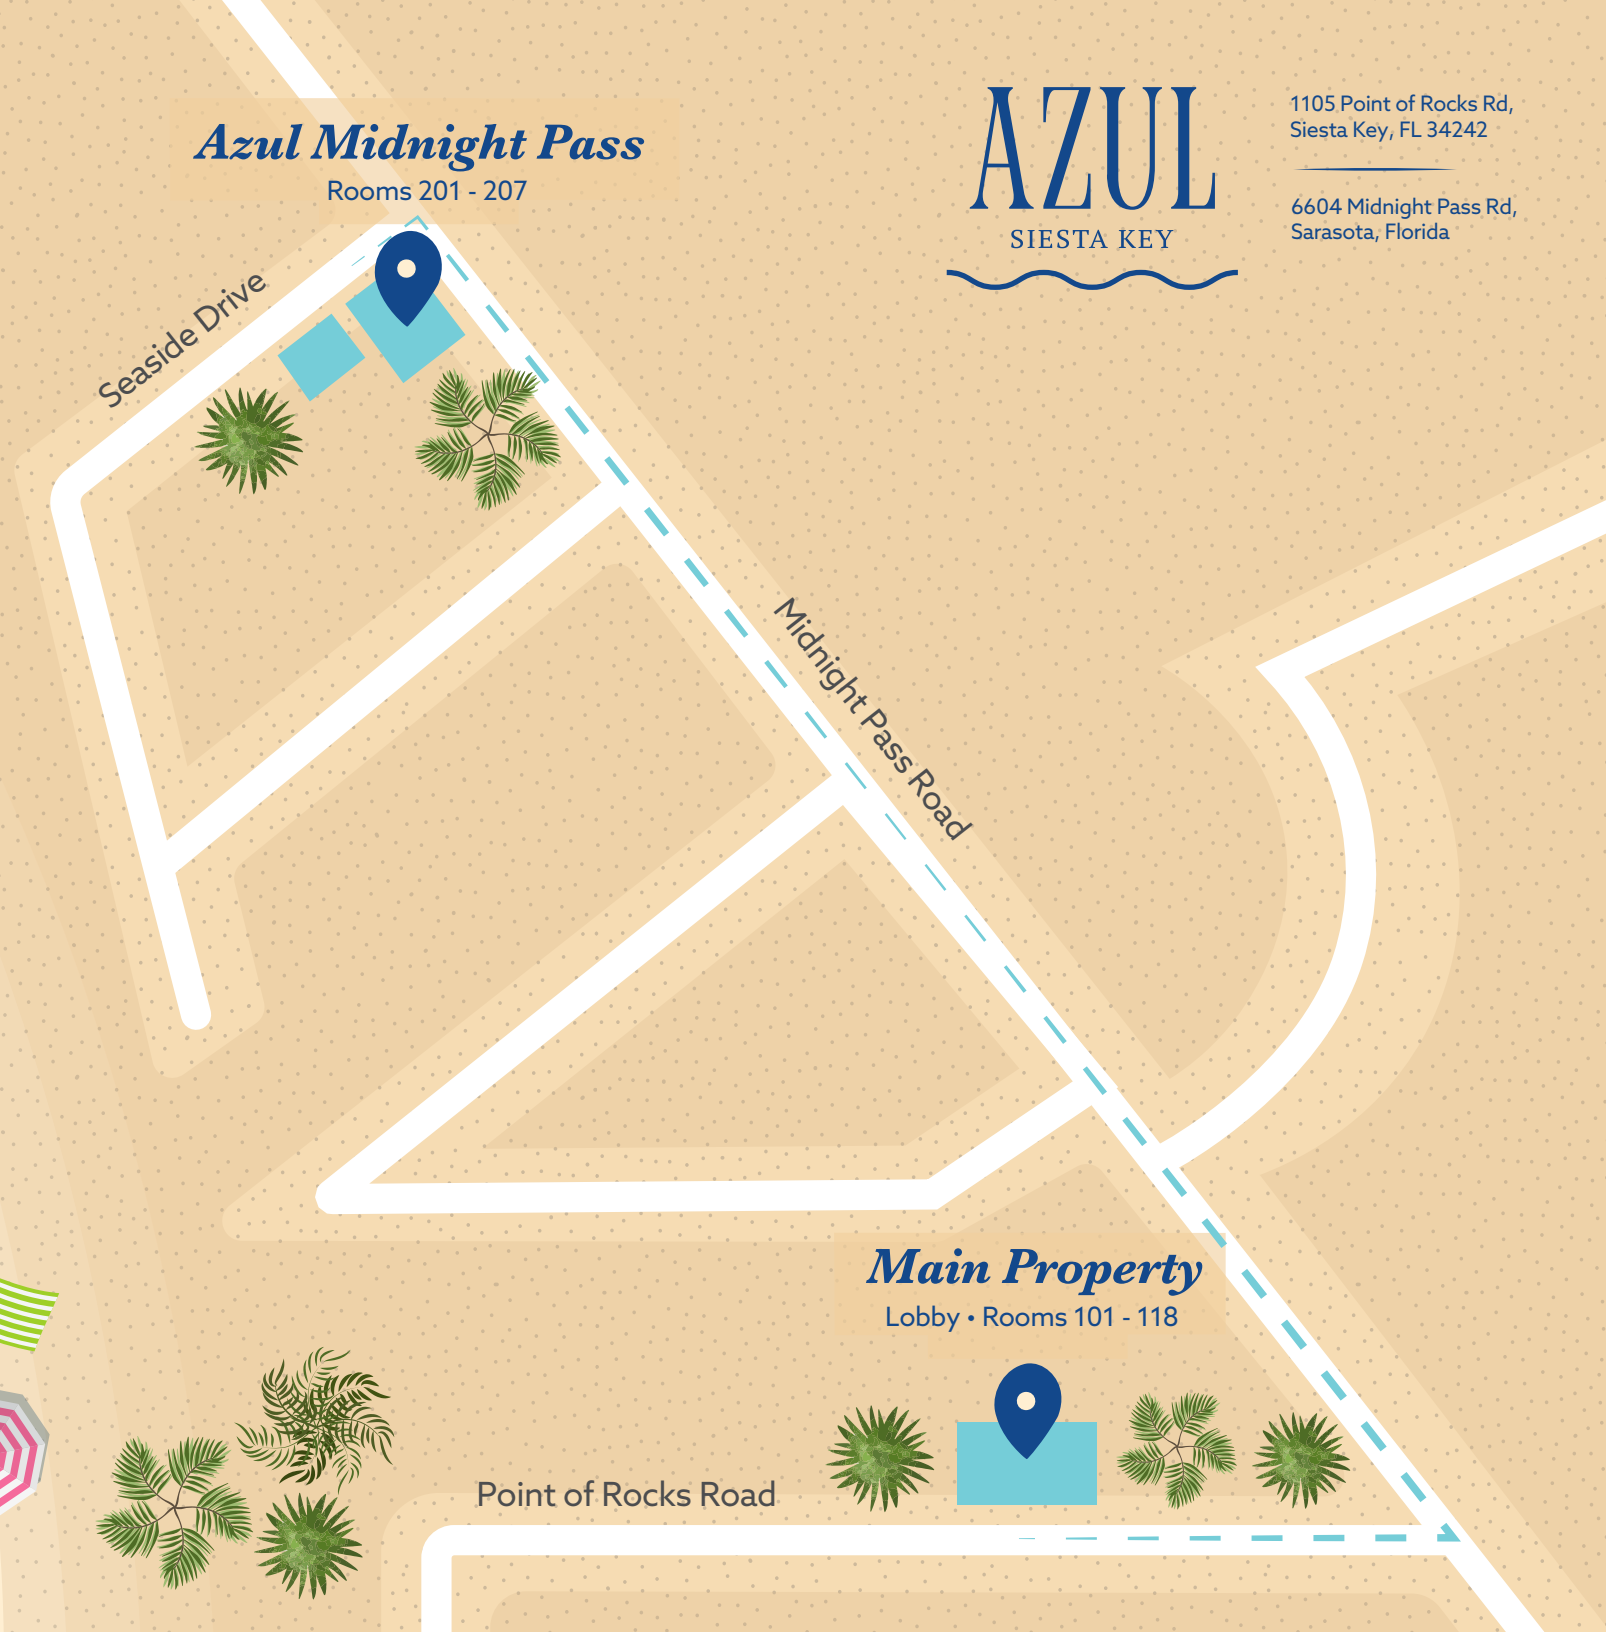 AZUL
SIESTA KEY
1105 Point of Rocks Rd,
Siesta Key, FL 34242
6604 Midnight Pass Rd,
Sarasota, Florida
Azul Midnight Pass
Rooms 201 - 207
Seaside Drive
Midnight Pass Road
Main Property
Lobby • Rooms 101 - 118
Point of Rocks Road